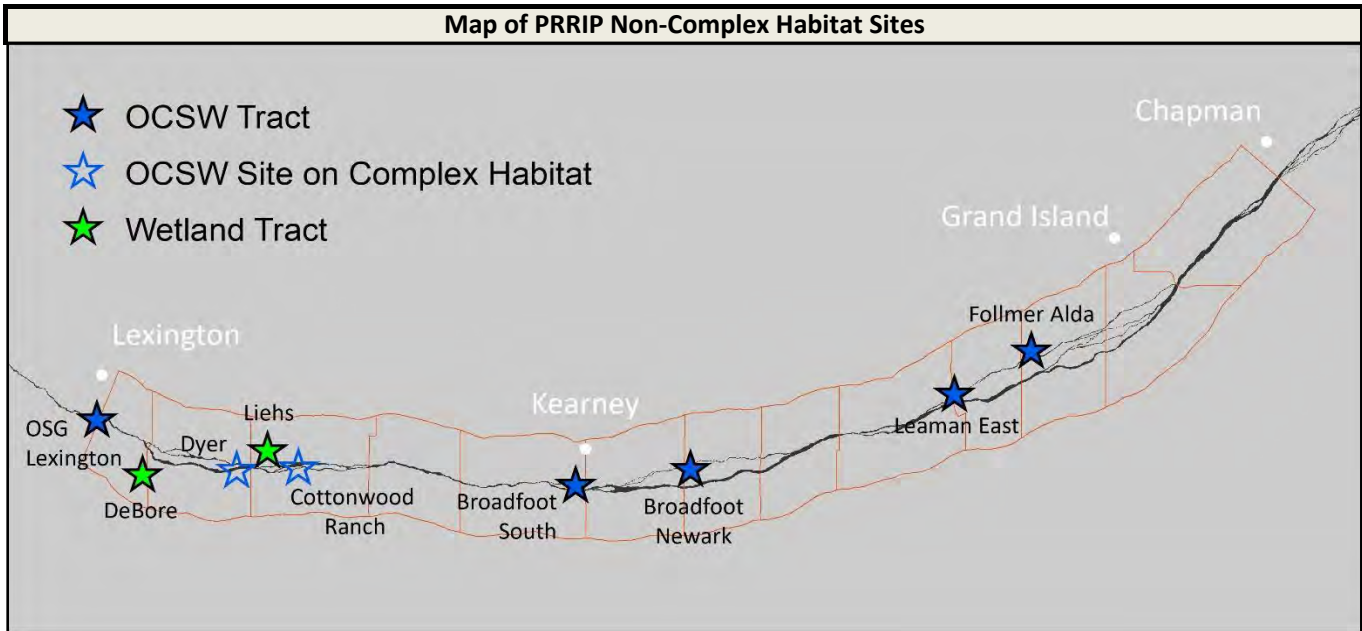 Map of PRRIP Non-Complex Habitat Sites
OCSW Tract
OCSW Site on Complex Habitat
Wetland Tract
Chapman
Grand Island
Follmer Alda
Leaman East
Lexington
OSG
Lexington
Dyer
Liehs
DeBore
Cottonwood
Ranch
Kearney
Broadfoot
South
Broadfoot
Newark